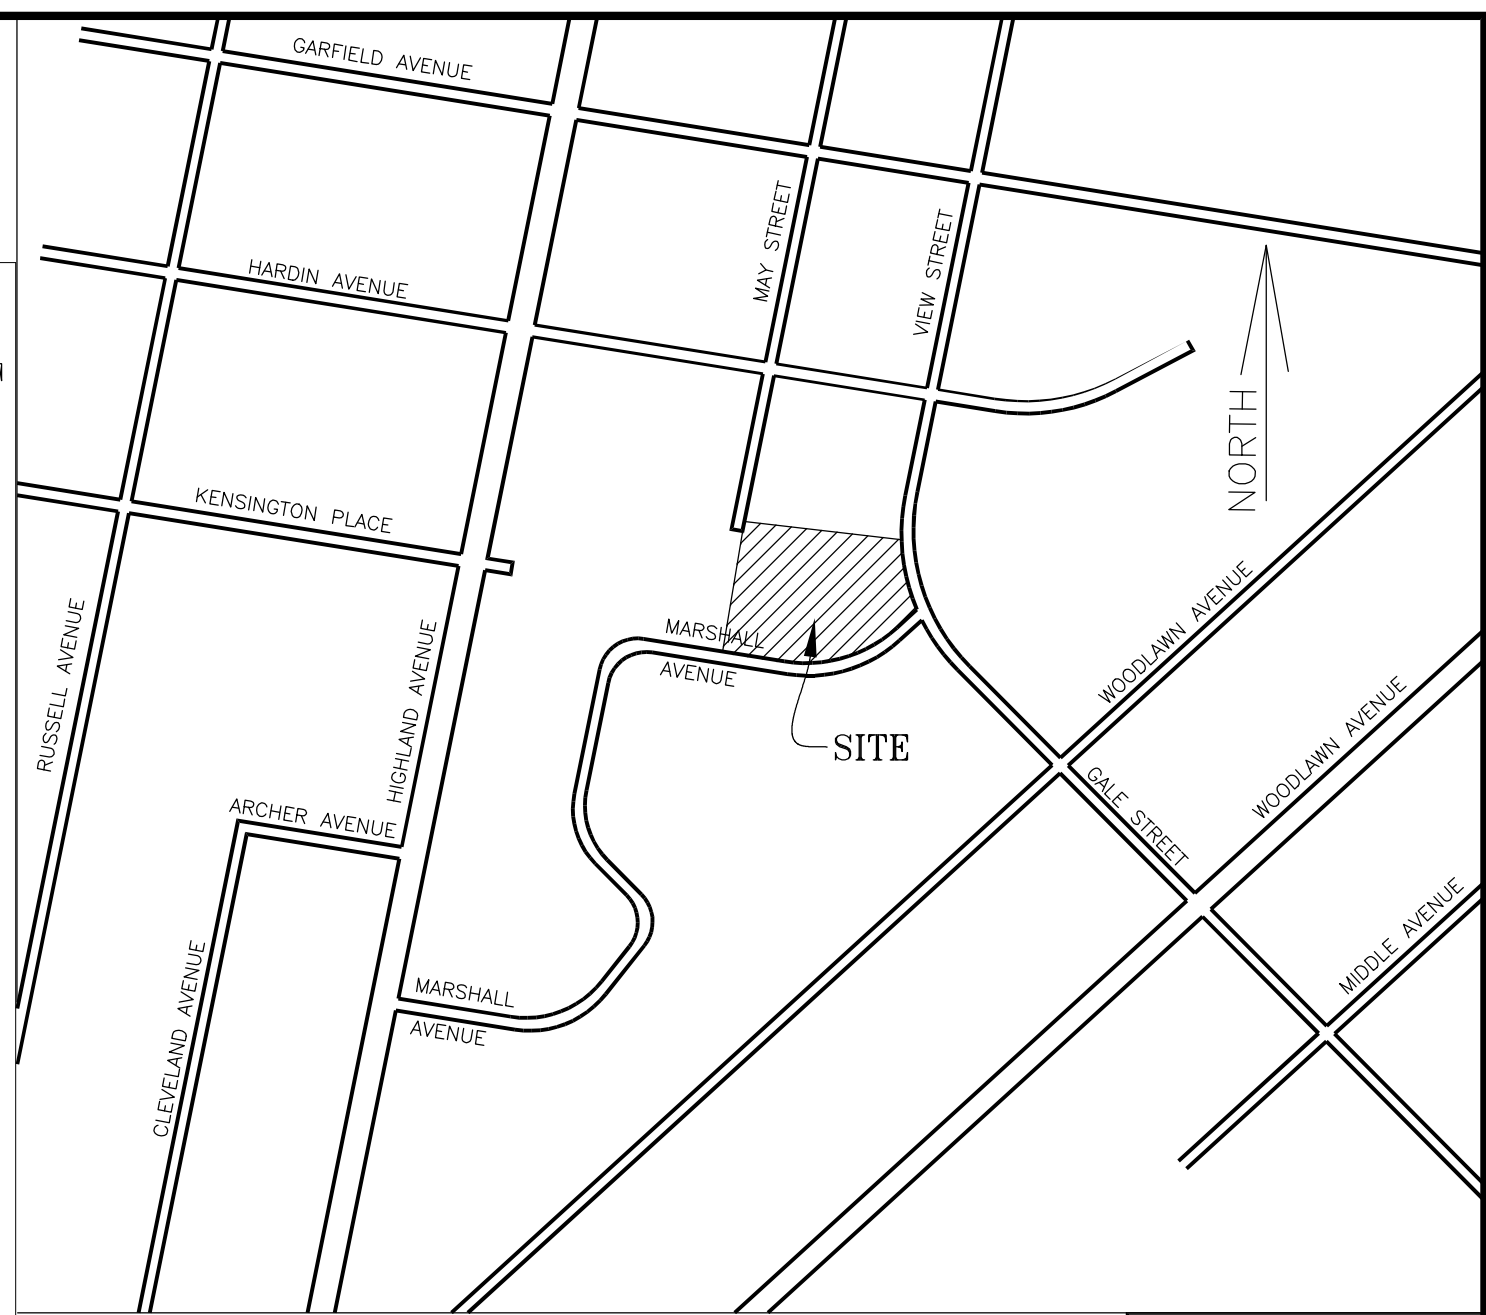 GARFIELD AVENUE
MAY STREET
VIEW STREET
HARDIN AVENUE
NORTH
KENSINGTON PLACE
WOODLAWN AVENUE
RUSSELL AVENUE
HIGHLAND AVENUE
MARSHALL
AVENUE
WOODLAWN AVENUE
SITE
GALE STREET
ARCHER AVENUE
MIDDLE AVENUE
CLEVELAND AVENUE
MARSHALL
AVENUE